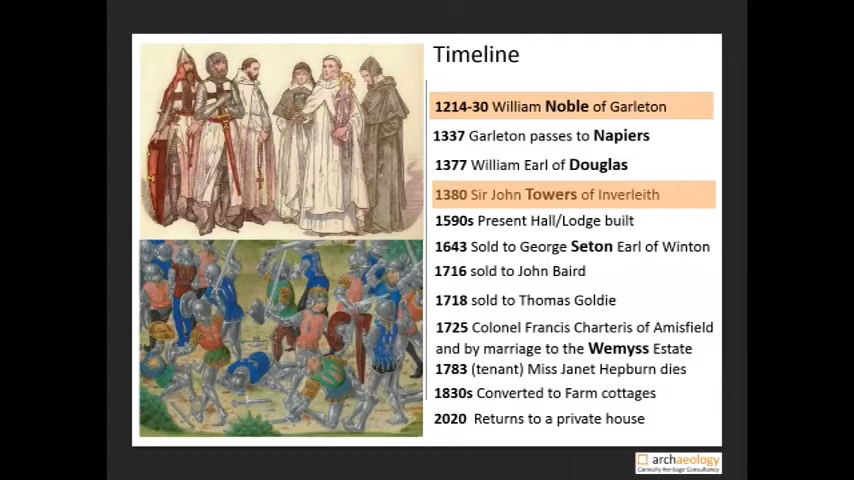 Timeline
1214-30 William Noble of Garleton
1337 Garleton passes to Napiers
1377 William Earl of Douglas
1380 Sir John Towers of Inverleith
1590s Present Hall/Lodge built
1643 Sold to George Seton Earl of Winton
1716 sold to John Baird
1718 sold to Thomas Goldie
1725 Colonel Francis Charteris of Amisfield
and by marriage to the Wemyss Estate
1783 (tenant) Miss Janet Hepburn dies
1830s Converted to Farm cottages
2020 Returns to a private house
archaeology
Connolly Heritage Consultancy